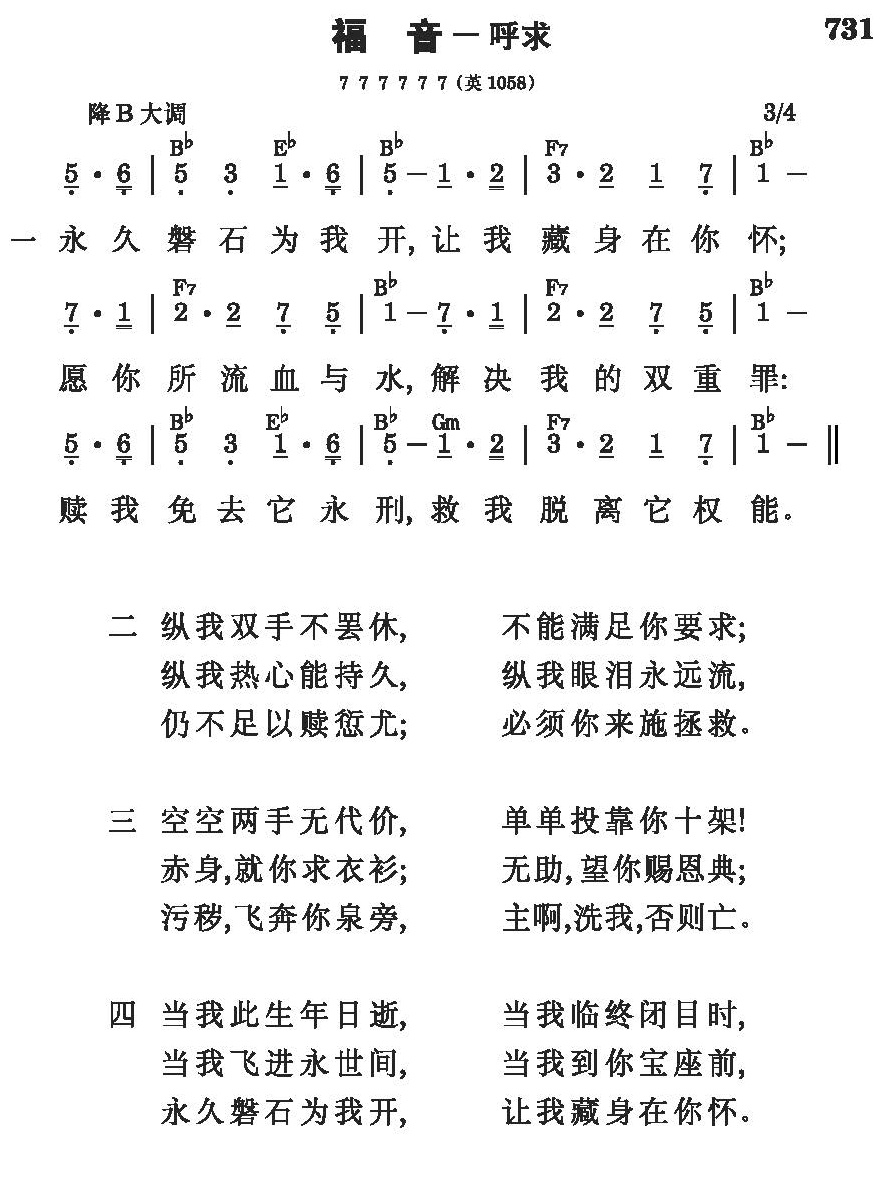 福 音－呼求 731
7 7 7 7 7 7（英1058）
降B大调 3/4
B♭ E♭ B♭ F7 B♭
5·6 | 5 3 1·6 | 5－1·2 | 3·2 1 7 | 1－
一 永久磐石为我开,让我藏身在你怀;
F7 B♭ F7 B♭
7·1 | 2·2 7 5 | 1－7·1 | 2·2 7 5 | 1－
愿你所流血与水,解决我的双重罪:
B♭ E♭ B♭ Gm F7 B♭
5·6 | 5 3 1·6 | 5－1·2 | 3·2 1 7 | 1－ ‖
赎我免去它永刑,救我脱离它权能。
二 纵我双手不罢休, 不能满足你要求;
纵我热心能持久, 纵我眼泪永远流,
仍不足以赎愆尤; 必须你来施拯救。
三 空空两手无代价, 单单投靠你十架!
赤身,就你求衣衫; 无助,望你赐恩典;
污秽,飞奔你泉旁, 主啊,洗我,否则亡。
四 当我此生年日逝, 当我临终闭目时,
当我飞进永世间, 当我到你宝座前,
永久磐石为我开, 让我藏身在你怀。